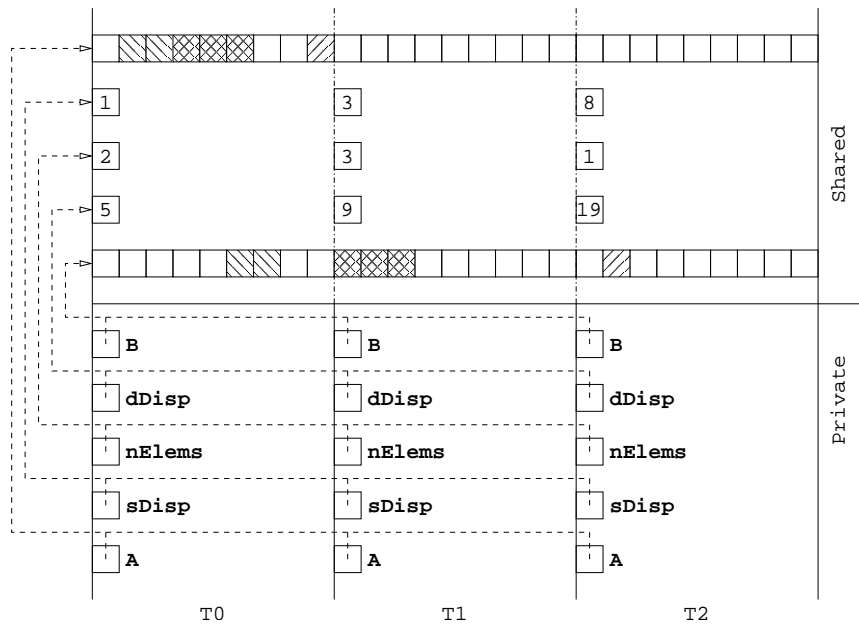 1 3 8
2 3 1
5 9 19
Shared
B B B
dDisp dDisp dDisp
nElems nElems nElems
sDisp sDisp sDisp
A A A
Private
T0 T1 T2